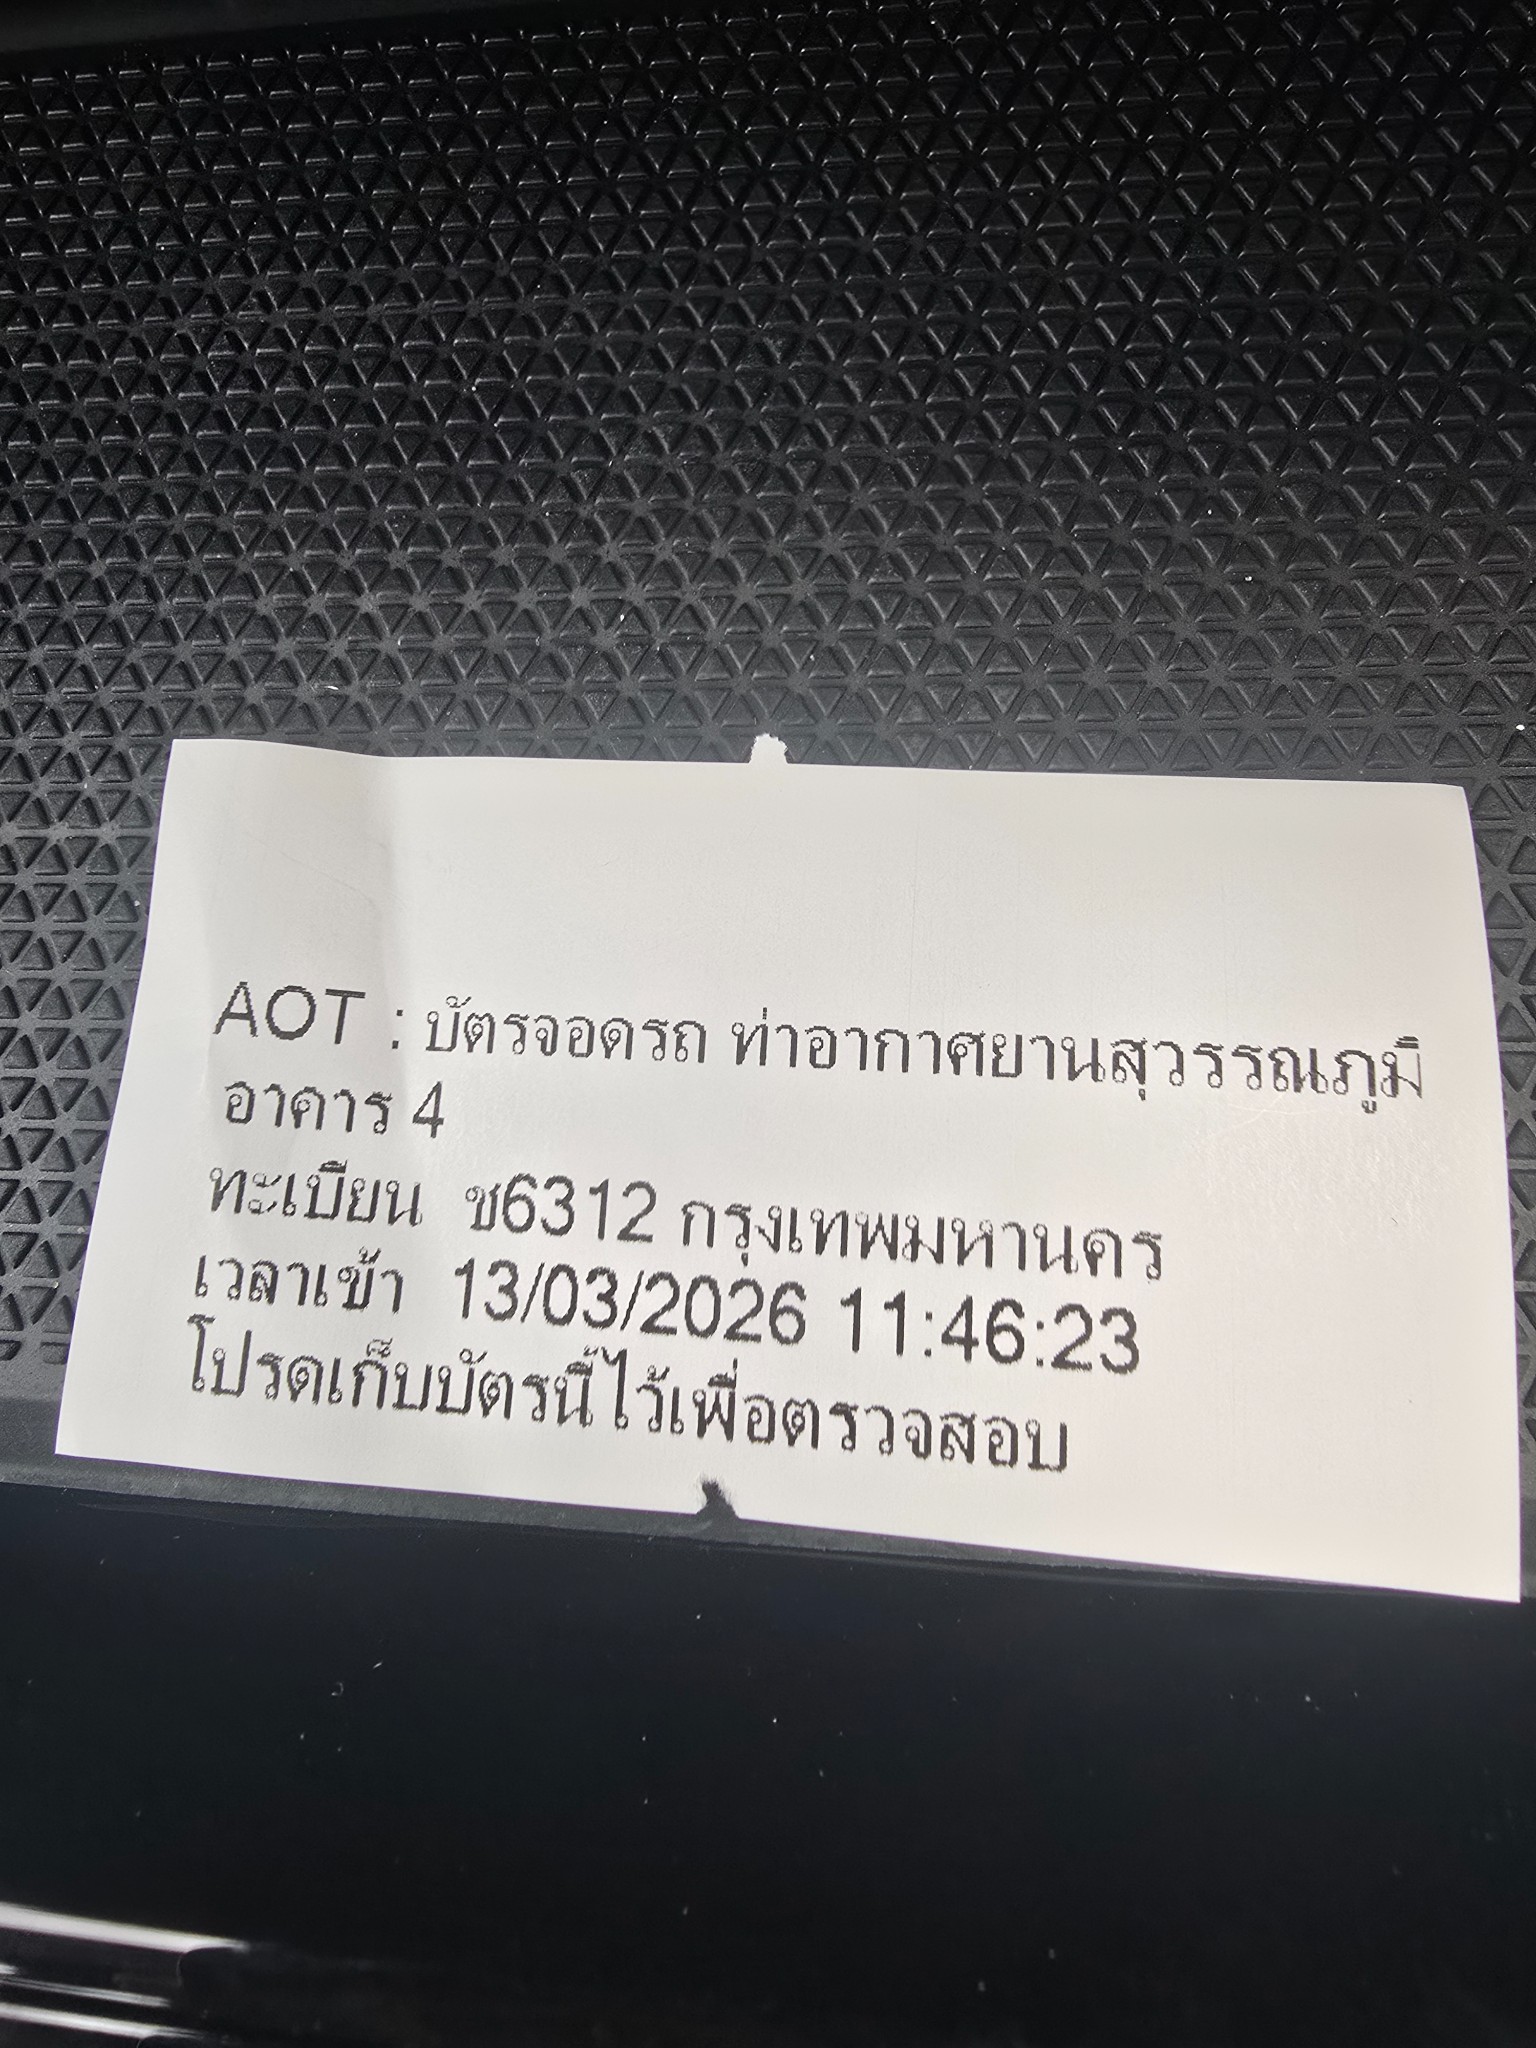 AOT : บัตรจอดรถ ท่าอากาศยานสุวรรณภูมิ
อาคาร 4
ทะเบียน ช6312 กรุงเทพมหานคร
เวลาเข้า 13/03/2026 11:46:23
โปรดเก็บบัตรนี้ไว้เพื่อตรวจสอบ